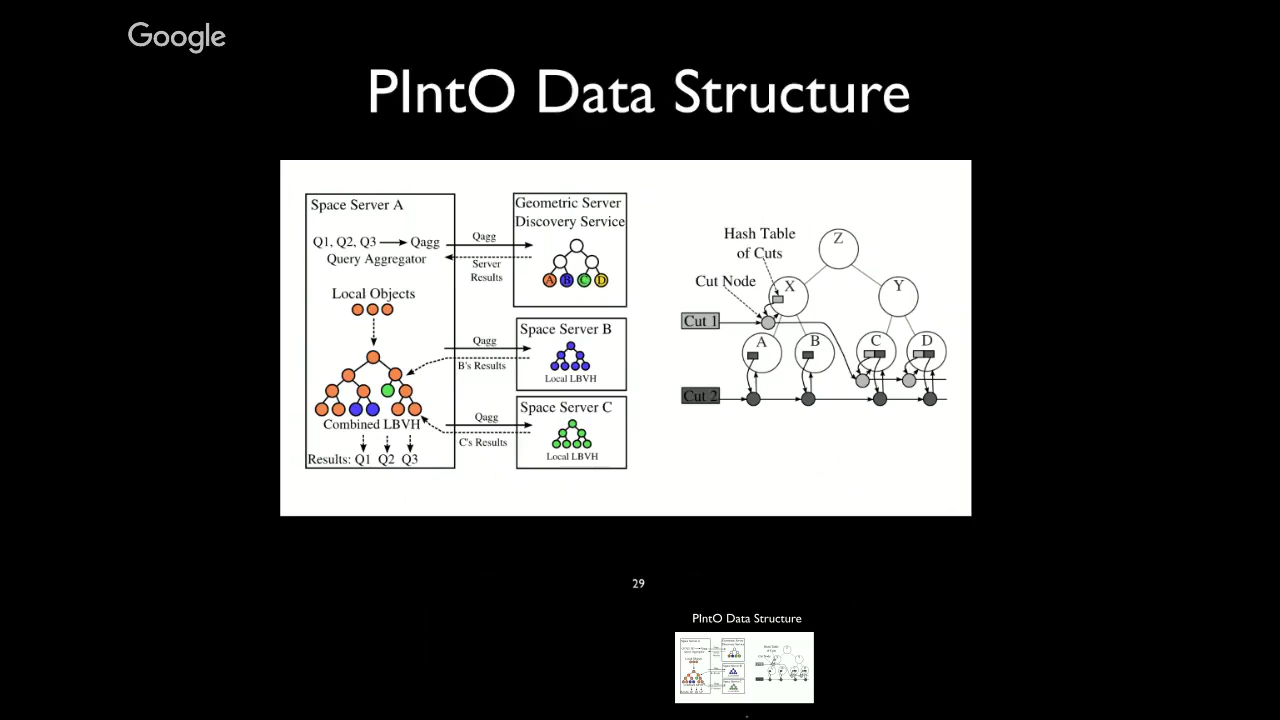 Google
PIntO Data Structure
Space Server A
Q1, Q2, Q3 Qagg
Query Aggregator
Local Objects
Combined LBVH
Results: Q1 Q2 Q3
Qagg
Server
Results
Geometric Server
Discovery Service
A B C D
Qagg
B's Results
Space Server B
Local LBVH
Qagg
C's Results
Space Server C
Local LBVH
Hash Table
of Cuts
Cut Node
Z
X Y
Cut 1
A B C D
Cut 2
29
PIntO Data Structure